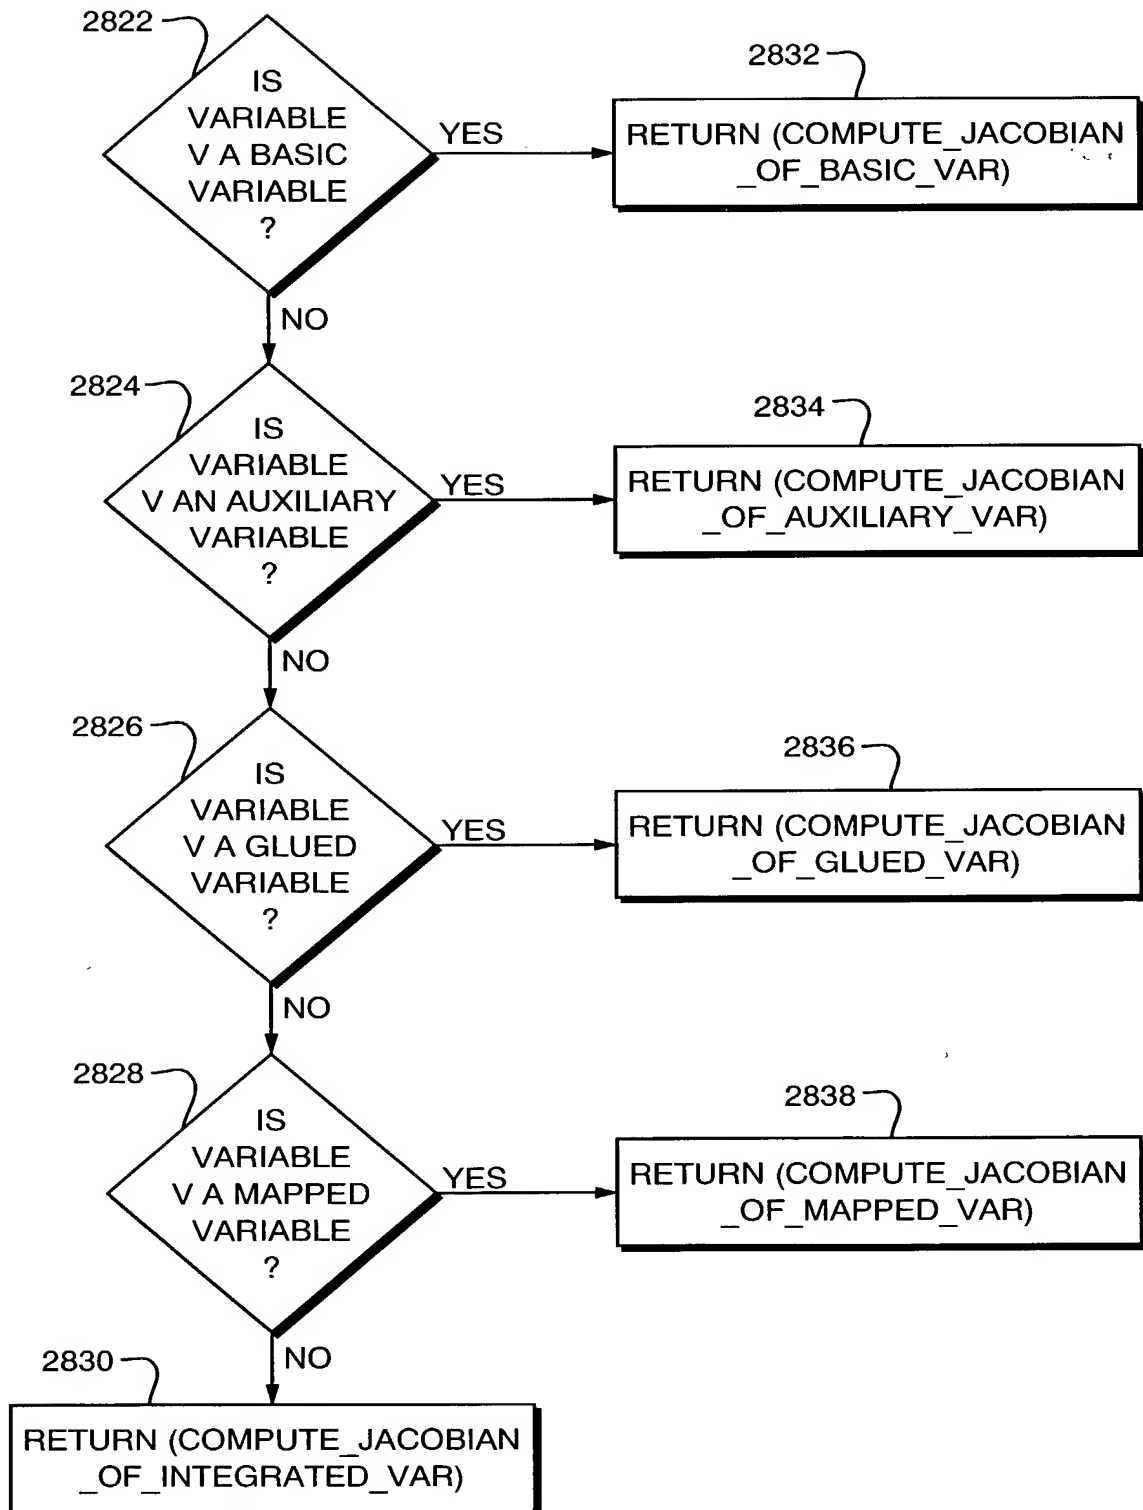 2822
IS
VARIABLE
V A BASIC
VARIABLE
?
YES
2832
RETURN (COMPUTE_JACOBIAN
_OF_BASIC_VAR)
NO
2824
IS
VARIABLE
V AN AUXILIARY
VARIABLE
?
YES
2834
RETURN (COMPUTE_JACOBIAN
_OF_AUXILIARY_VAR)
NO
2826
IS
VARIABLE
V A GLUED
VARIABLE
?
YES
2836
RETURN (COMPUTE_JACOBIAN
_OF_GLUED_VAR)
NO
2828
IS
VARIABLE
V A MAPPED
VARIABLE
?
YES
2838
RETURN (COMPUTE_JACOBIAN
_OF_MAPPED_VAR)
NO
2830
RETURN (COMPUTE_JACOBIAN
_OF_INTEGRATED_VAR)